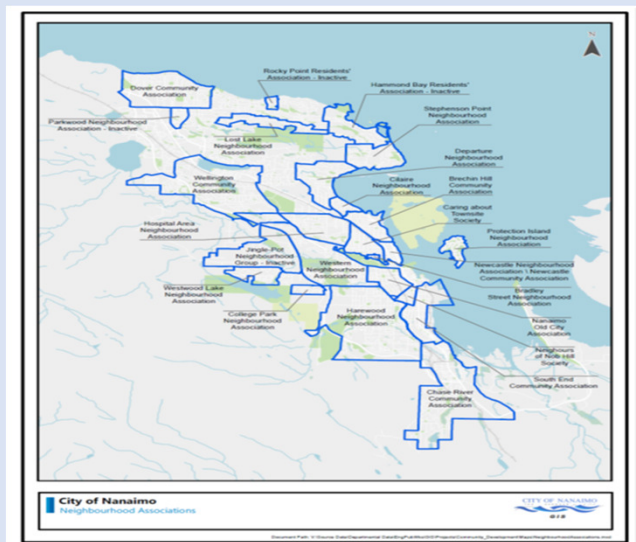 N
Rocky Point Residents'
Association - Inactive
Hammond Bay Residents'
Association - Inactive
Dover Community
Association
Stephenson Point
Neighbourhood
Association
Parkwood Neighbourhood
Association - Inactive
Lost Lake
Neighbourhood
Association
Departure
Neighbourhood
Association
Wellington
Community
Association
Cilaire
Neighbourhood
Association
Brechin Hill
Community
Association
Caring about
Townsite
Society
Hospital Area
Neighbourhood
Association
Protection Island
Neighbourhood
Association
Jingle Pot
Neighbourhood
Group - Inactive
Western
Neighbourhood
Association
Newcastle Neighbourhood
Association \ Newcastle
Community Association
Westwood Lake
Neighbourhood
Association
Bradley
Street Neighbourhood
Association
College Park
Neighbourhood
Association
Harewood
Neighbourhood
Association
Nanaimo
Old City
Association
Neighbours
of Nob Hill
Society
South End
Community Association
Chase River
Community
Association
City of Nanaimo
Neighbourhood Associations
CITY OF NANAIMO
GIS